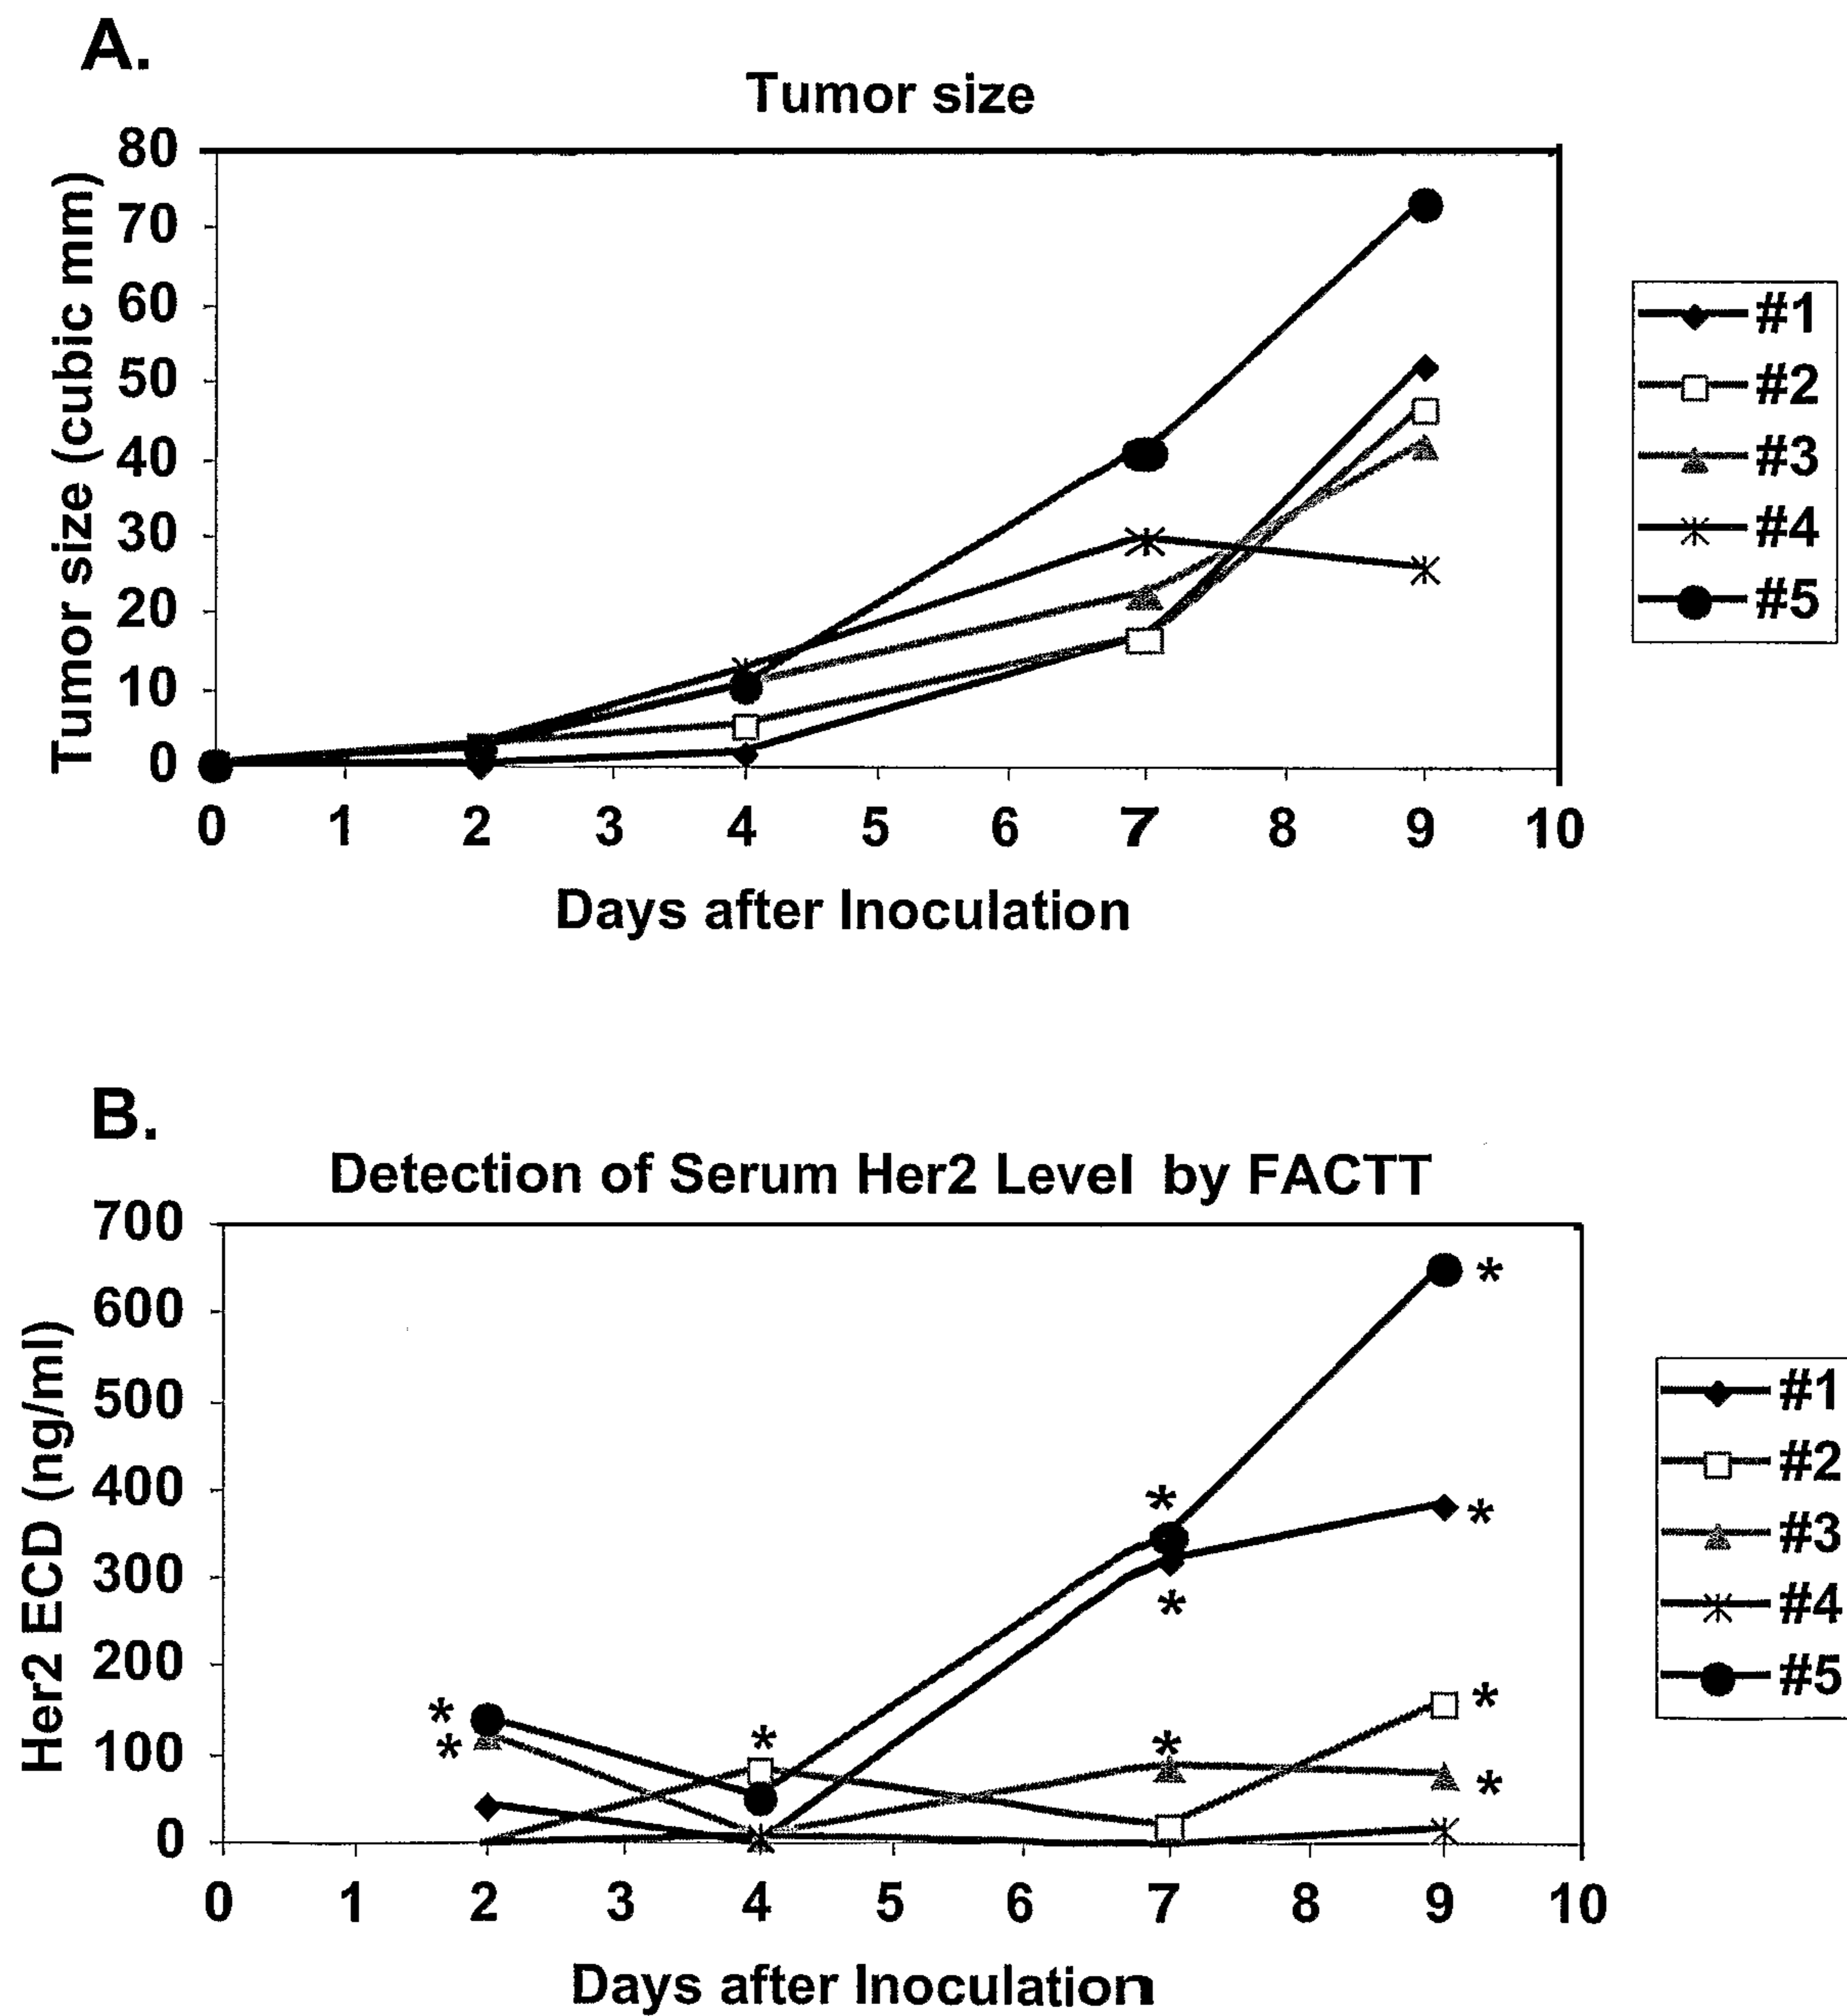 A.
Tumor size
80
70
60
50
40
30
20
10
0
Tumor size (cubic mm)
0 1 2 3 4 5 6 7 8 9 10
Days after Inoculation
#1
#2
#3
#4
#5
B.
Detection of Serum Her2 Level by FACTT
700
600
500
400
300
200
100
0
Her2 ECD (ng/ml)
* * * * * * * * * *
0 1 2 3 4 5 6 7 8 9 10
Days after Inoculation
#1
#2
#3
#4
#5